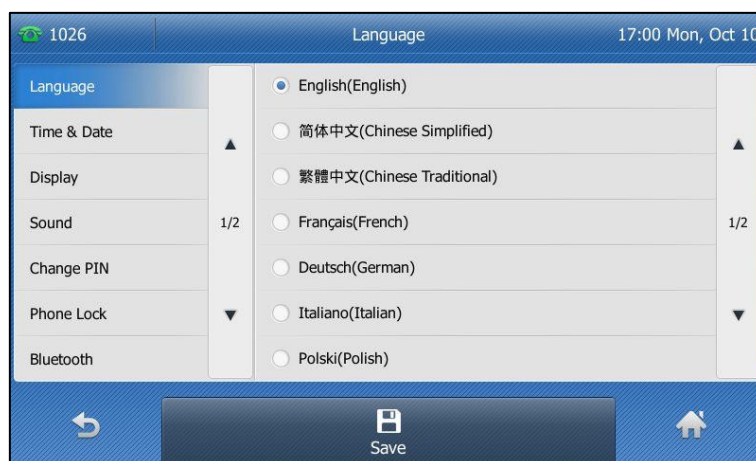 1026 Language 17:00 Mon, Oct 10
Language
Time & Date
Display
Sound
Change PIN
Phone Lock
Bluetooth
1/2
English(English)
简体中文(Chinese Simplified)
繁體中文(Chinese Traditional)
Français(French)
Deutsch(German)
Italiano(Italian)
Polski(Polish)
1/2
Save